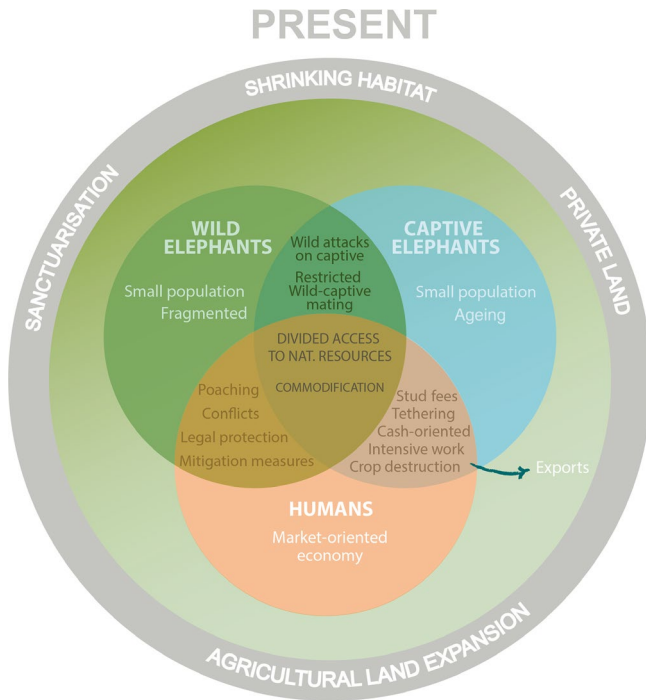 PRESENT
SHRINKING HABITAT
SANCTUARISATION
PRIVATE LAND
WILD
ELEPHANTS
Small population
Fragmented
Wild attacks
on captive
Restricted
Wild-captive
mating
CAPTIVE
ELEPHANTS
Small population
Ageing
DIVIDED ACCESS
TO NAT. RESOURCES
COMMODIFICATION
Poaching
Conflicts
Legal protection
Mitigation measures
Stud fees
Tethering
Cash-oriented
Intensive work
Crop destruction
Exports
HUMANS
Market-oriented
economy
AGRICULTURAL LAND EXPANSION